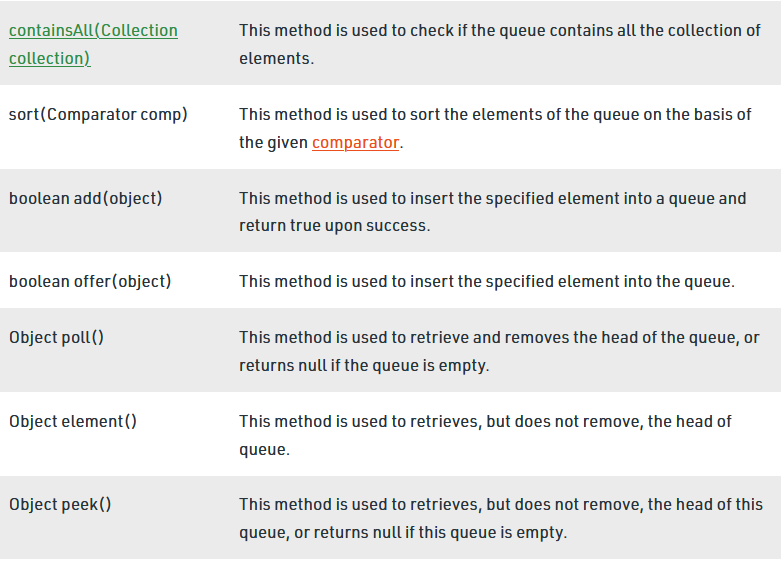 containsAll(Collection This method is used to check if the queue contains all the collection of
collection) elements.
sort(Comparator comp) This method is used to sort the elements of the queue on the basis of
the given comparator.
boolean add(object) This method is used to insert the specified element into a queue and
return true upon success.
boolean offer(object) This method is used to insert the specified element into the queue.
Object poll() This method is used to retrieve and removes the head of the queue, or
returns null if the queue is empty.
Object element() This method is used to retrieves, but does not remove, the head of
queue.
Object peek() This method is used to retrieves, but does not remove, the head of this
queue, or returns null if this queue is empty.